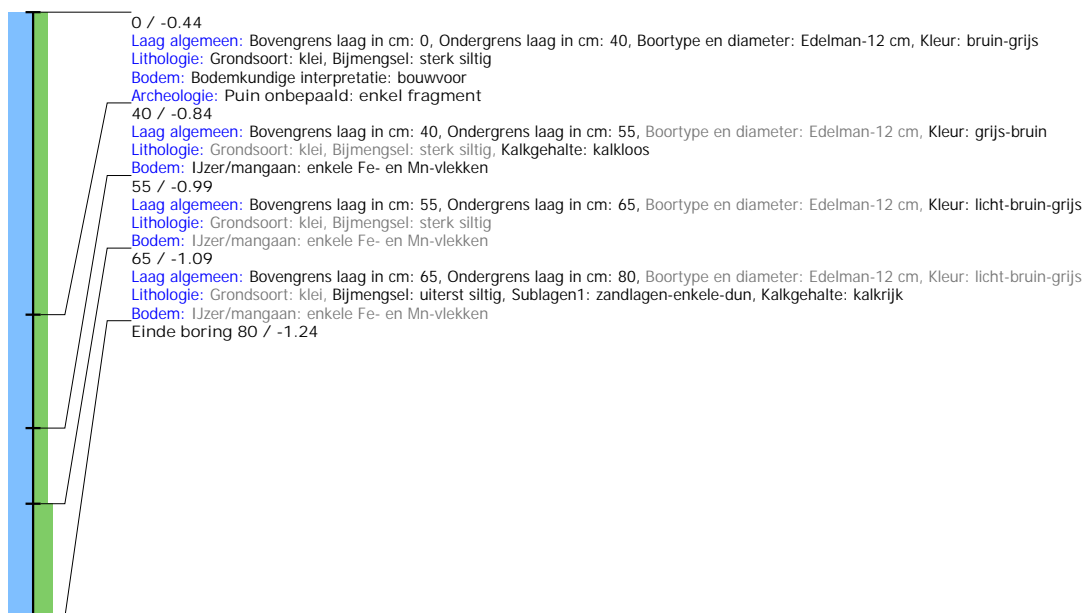 0 / -0.44
Laag algemeen: Bovengrens laag in cm: 0, Ondergrens laag in cm: 40, Boortype en diameter: Edelman-12 cm, Kleur: bruin-grijs
Lithologie: Grondsoort: klei, Bijmengsel: sterk siltig
Bodem: Bodemkundige interpretatie: bouwvoor
Archeologie: Puin onbepaald: enkel fragment
40 / -0.84
Laag algemeen: Bovengrens laag in cm: 40, Ondergrens laag in cm: 55, Boortype en diameter: Edelman-12 cm, Kleur: grijs-bruin
Lithologie: Grondsoort: klei, Bijmengsel: sterk siltig, Kalkgehalte: kalkloos
Bodem: IJzer/mangaan: enkele Fe- en Mn-vlekken
55 / -0.99
Laag algemeen: Bovengrens laag in cm: 55, Ondergrens laag in cm: 65, Boortype en diameter: Edelman-12 cm, Kleur: licht-bruin-grijs
Lithologie: Grondsoort: klei, Bijmengsel: sterk siltig
Bodem: IJzer/mangaan: enkele Fe- en Mn-vlekken
65 / -1.09
Laag algemeen: Bovengrens laag in cm: 65, Ondergrens laag in cm: 80, Boortype en diameter: Edelman-12 cm, Kleur: licht-bruin-grijs
Lithologie: Grondsoort: klei, Bijmengsel: uiterst siltig, Sublagen1: zandlagen-enkele-dun, Kalkgehalte: kalkrijk
Bodem: IJzer/mangaan: enkele Fe- en Mn-vlekken
Einde boring 80 / -1.24